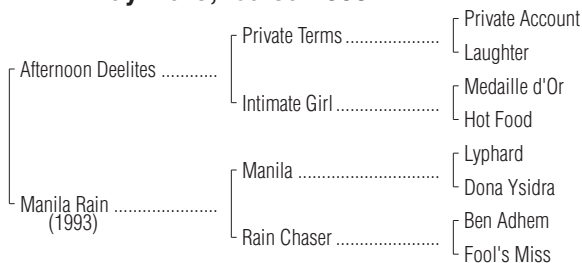 Private Account
Private Terms
Laughter
Afternoon Deelites
Medaille d'Or
Intimate Girl
Hot Food
Lyphard
Manila
Dona Ysidra
Manila Rain
(1993)
Ben Adhem
Rain Chaser
Fool's Miss